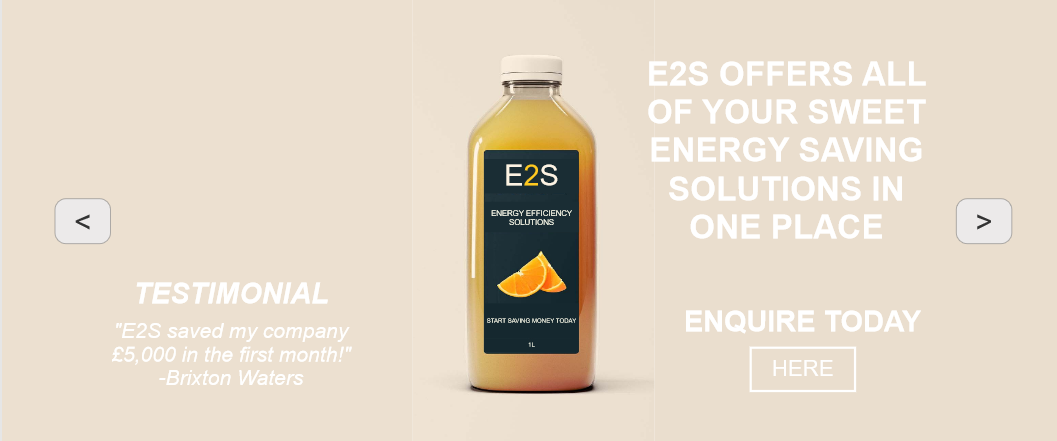 E2S OFFERS ALL
OF YOUR SWEET
ENERGY SAVING
SOLUTIONS IN
ONE PLACE
E2S
ENERGY EFFICIENCY
SOLUTIONS
START SAVING MONEY TODAY
1L
<
>
TESTIMONIAL
"E2S saved my company
£5,000 in the first month!"
-Brixton Waters
ENQUIRE TODAY
HERE